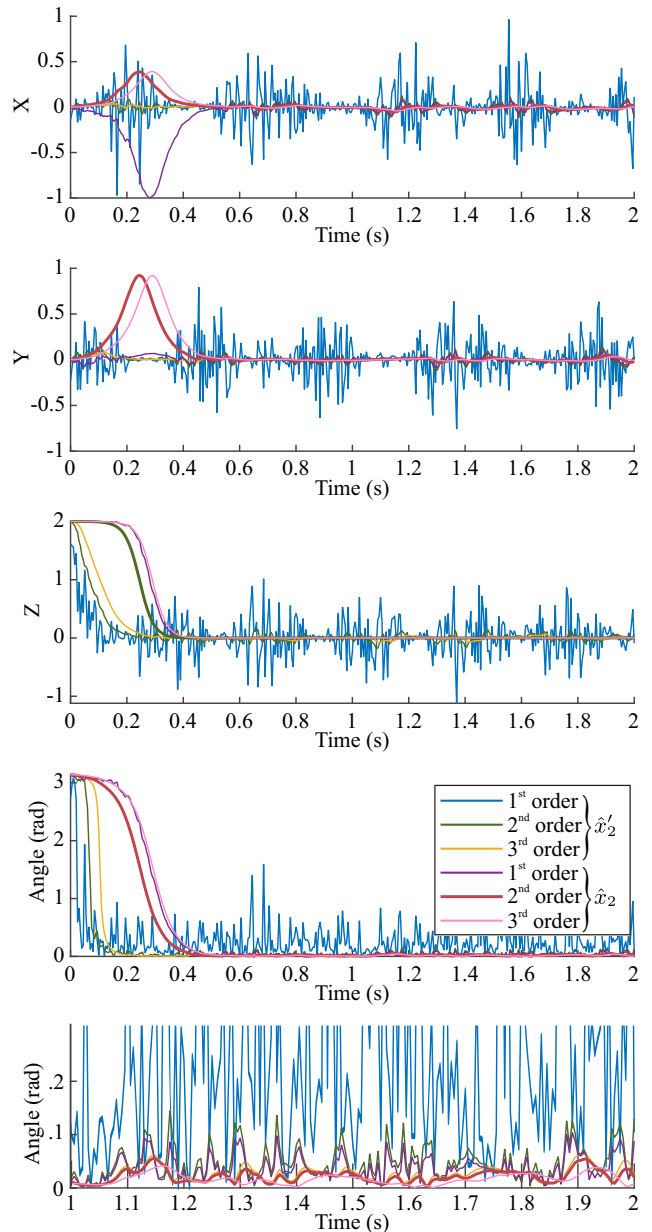 1
0.5
X
0
-0.5
-1
0 0.2 0.4 0.6 0.8 1 1.2 1.4 1.6 1.8 2
Time (s)
1
0.5
Y
0
-0.5
-1
0 0.2 0.4 0.6 0.8 1 1.2 1.4 1.6 1.8 2
Time (s)
2
1
Z
0
-1
0 0.2 0.4 0.6 0.8 1 1.2 1.4 1.6 1.8 2
Time (s)
3
2
Angle (rad)
1
0
1st order
2nd order x̂′₂
3rd order
1st order
2nd order x̂₂
3rd order
0 0.2 0.4 0.6 0.8 1 1.2 1.4 1.6 1.8 2
Time (s)
.2
Angle (rad)
.1
0
1 1.1 1.2 1.3 1.4 1.5 1.6 1.7 1.8 1.9 2
Time (s)